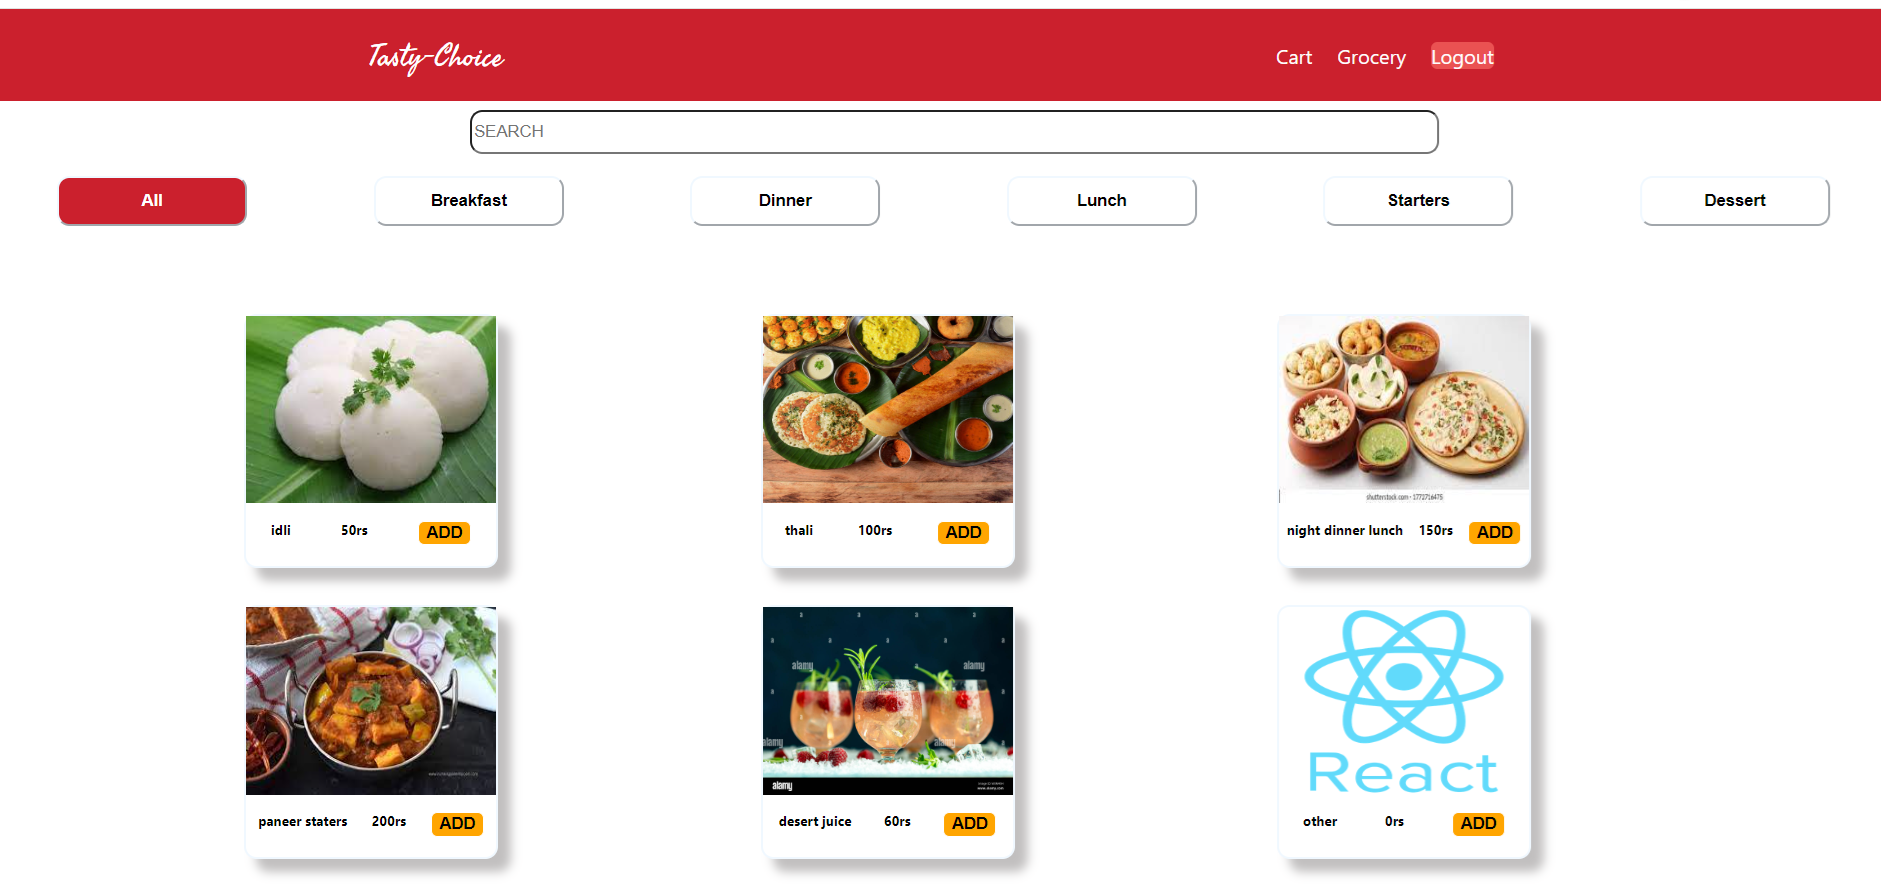 Tasty-Choice
Cart Grocery Logout
SEARCH
All Breakfast Dinner Lunch Starters Dessert
shutterstock.com • 1772716475
idli 50rs ADD
thali 100rs ADD
night dinner lunch 150rs ADD
a a a
a a
alamy a alamy
a a
alamy alamy
alamy
React
paneer staters 200rs ADD
desert juice 60rs ADD
other 0rs ADD